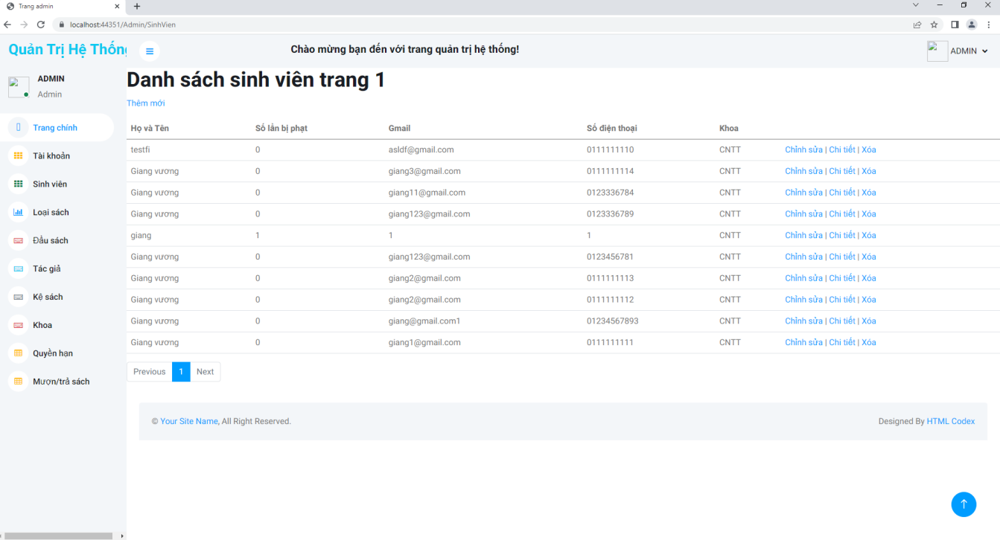 Trang admin
localhost:44351/Admin/SinhVien
Quản Trị Hệ Thống
Chào mừng bạn đến với trang quản trị hệ thống!
ADMIN
ADMIN
Admin
Trang chính
Tài khoản
Sinh viên
Loại sách
Đầu sách
Tác giả
Kệ sách
Khoa
Quyền hạn
Mượn/trả sách
Danh sách sinh viên trang 1
Thêm mới
Họ và Tên Số lần bị phạt Gmail Số điện thoại Khoa
testfi 0 asldf@gmail.com 0111111110 CNTT Chỉnh sửa | Chi tiết | Xóa
Giang vương 0 giang3@gmail.com 0111111114 CNTT Chỉnh sửa | Chi tiết | Xóa
Giang vương 0 giang11@gmail.com 0123336784 CNTT Chỉnh sửa | Chi tiết | Xóa
Giang vương 0 giang123@gmail.com 0123336789 CNTT Chỉnh sửa | Chi tiết | Xóa
giang 1 1 1 CNTT Chỉnh sửa | Chi tiết | Xóa
Giang vương 0 giang123@gmail.com 0123456781 CNTT Chỉnh sửa | Chi tiết | Xóa
Giang vương 0 giang2@gmail.com 0111111113 CNTT Chỉnh sửa | Chi tiết | Xóa
Giang vương 0 giang2@gmail.com 0111111112 CNTT Chỉnh sửa | Chi tiết | Xóa
Giang vương 0 giang@gmail.com1 01234567893 CNTT Chỉnh sửa | Chi tiết | Xóa
Giang vương 0 giang1@gmail.com 0111111111 CNTT Chỉnh sửa | Chi tiết | Xóa
Previous 1 Next
© Your Site Name, All Right Reserved.
Designed By HTML Codex